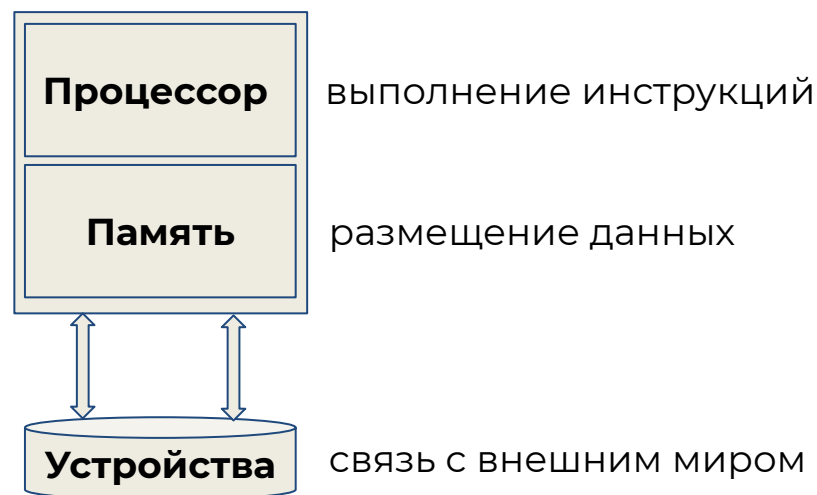 Процессор выполнение инструкций
Память размещение данных
Устройства связь с внешним миром